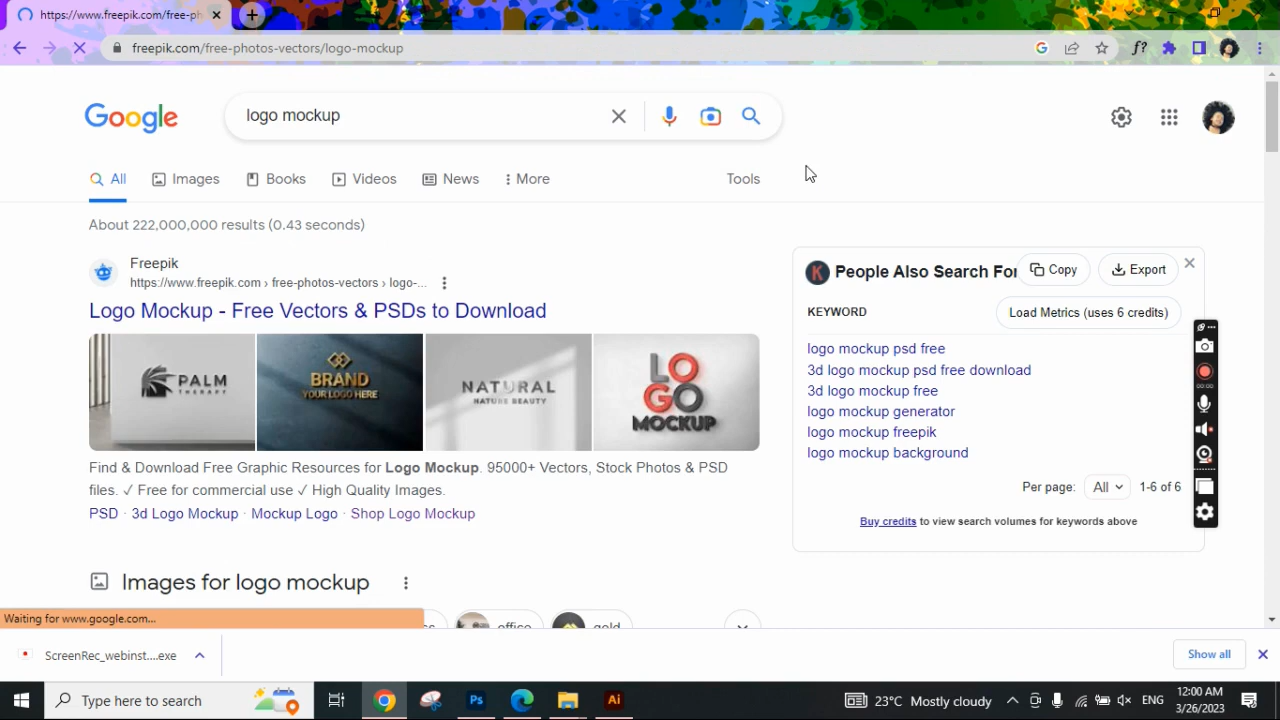 https://www.freepik.com/free-ph
freepik.com/free-photos-vectors/logo-mockup
f?
Google
logo mockup
All
Images
Books
Videos
News
More
Tools
About 222,000,000 results (0.43 seconds)
Freepik
https://www.freepik.com › free-photos-vectors › logo-...
Logo Mockup - Free Vectors & PSDs to Download
PALM
THERAPY
BRAND
YOUR LOGO HERE
NATURAL
NATURE BEAUTY
LO
GO
MOCKUP
Find & Download Free Graphic Resources for Logo Mockup. 95000+ Vectors, Stock Photos & PSD
files. ✓ Free for commercial use ✓ High Quality Images.
PSD · 3d Logo Mockup · Mockup Logo · Shop Logo Mockup
Images for logo mockup
office
gold
K
People Also Search For
Copy
Export
KEYWORD
Load Metrics (uses 6 credits)
logo mockup psd free
3d logo mockup psd free download
3d logo mockup free
logo mockup generator
logo mockup freepik
logo mockup background
Per page:
All
1-6 of 6
Buy credits to view search volumes for keywords above
Waiting for www.google.com...
ScreenRec_webinst....exe
Show all
Type here to search
Ps
Ai
23°C Mostly cloudy
ENG
12:00 AM
3/26/2023